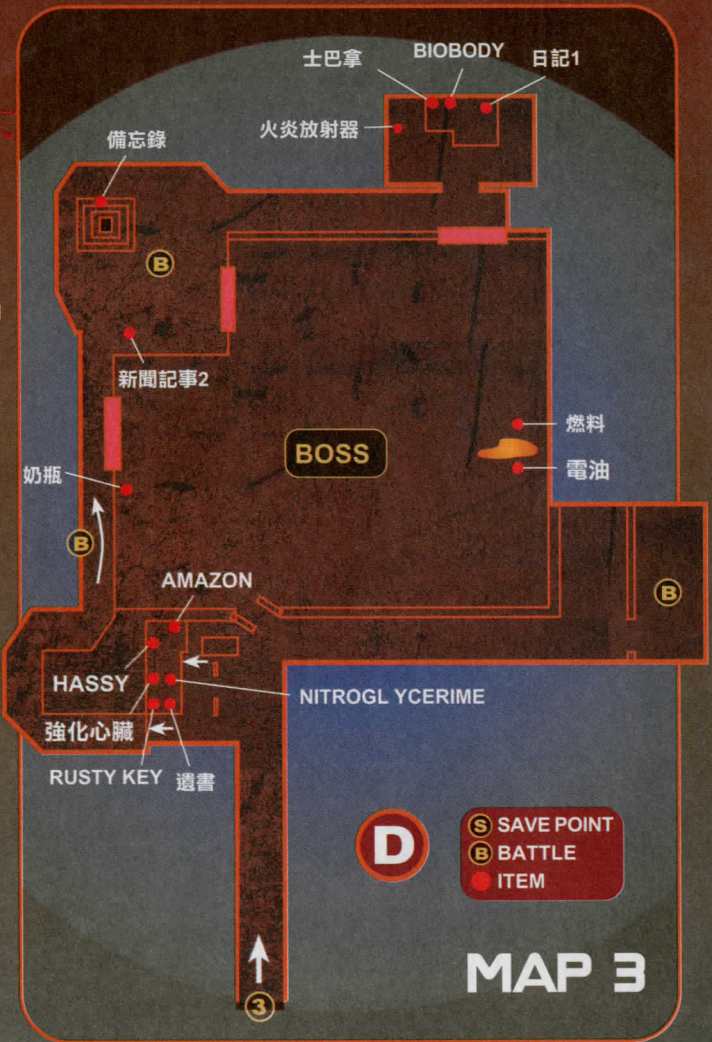 士巴拿
BIOBODY
日記1
火炎放射器
備忘錄
B
新聞記事2
BOSS
燃料
電油
奶瓶
B
AMAZON
B
HASSY
NITROGL YCERIME
強化心臟
RUSTY KEY
遺書
D
S SAVE POINT
B BATTLE
ITEM
MAP 3
3